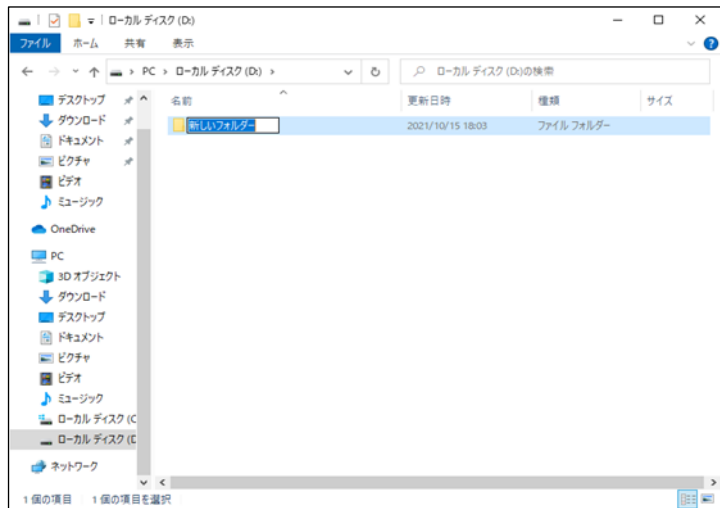 ローカル ディスク (D:)
ファイル ホーム 共有 表示
PC ローカル ディスク (D:) ローカル ディスク (D:)の検索
名前 更新日時 種類 サイズ
新しいフォルダー 2021/10/15 18:03 ファイル フォルダー
デスクトップ
ダウンロード
ドキュメント
ピクチャ
ビデオ
ミュージック
OneDrive
PC
3D オブジェクト
ダウンロード
デスクトップ
ドキュメント
ピクチャ
ビデオ
ミュージック
ローカル ディスク (C
ローカル ディスク (D
ネットワーク
1 個の項目 1 個の項目を選択